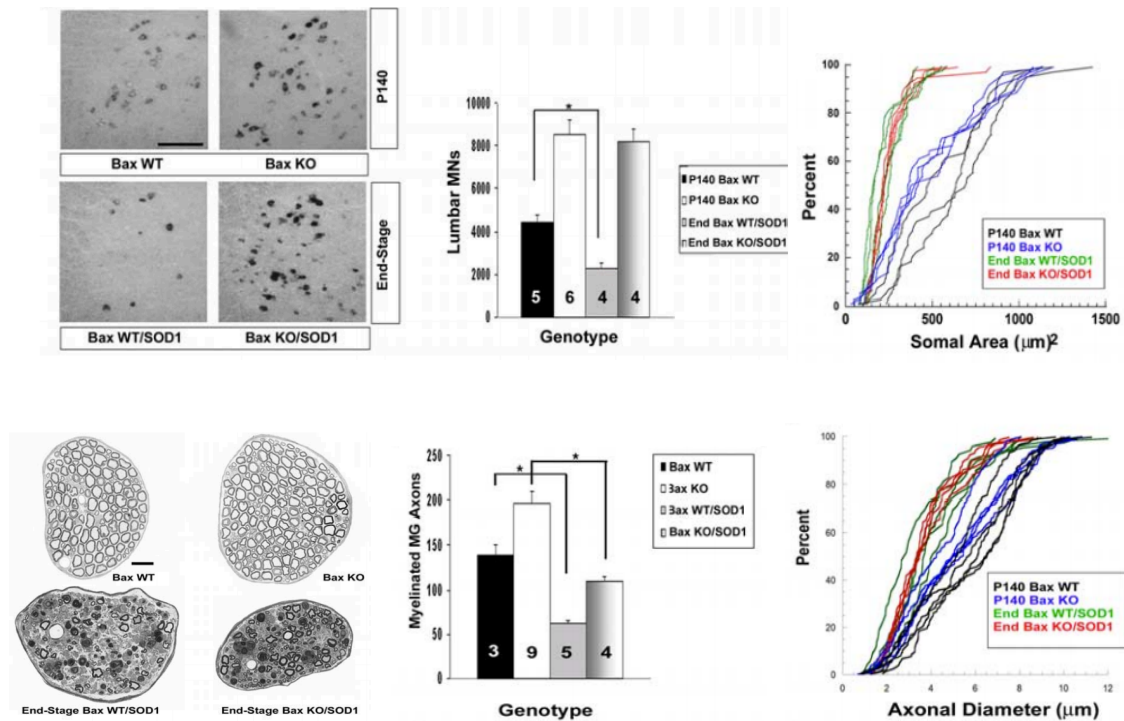 P140
Bax WT
Bax KO
End-Stage
Bax WT/SOD1
Bax KO/SOD1
Lumbar MNs
10000
8000
6000
4000
2000
0
*
5
6
4
4
Genotype
P140 Bax WT
P140 Bax KO
End Bax WT/SOD1
End Bax KO/SOD1
Percent
100
80
60
40
20
0
0
500
1000
1500
Somal Area (μm)2
P140 Bax WT
P140 Bax KO
End Bax WT/SOD1
End Bax KO/SOD1
Bax WT
Bax KO
End-Stage Bax WT/SOD1
End-Stage Bax KO/SOD1
Myelinated MG Axons
250
200
150
100
50
0
*
*
3
9
5
4
Genotype
Bax WT
Bax KO
Bax WT/SOD1
Bax KO/SOD1
Percent
100
80
60
40
20
0
0
2
4
6
8
10
12
Axonal Diameter (μm)
P140 Bax WT
P140 Bax KO
End Bax WT/SOD1
End Bax KO/SOD1